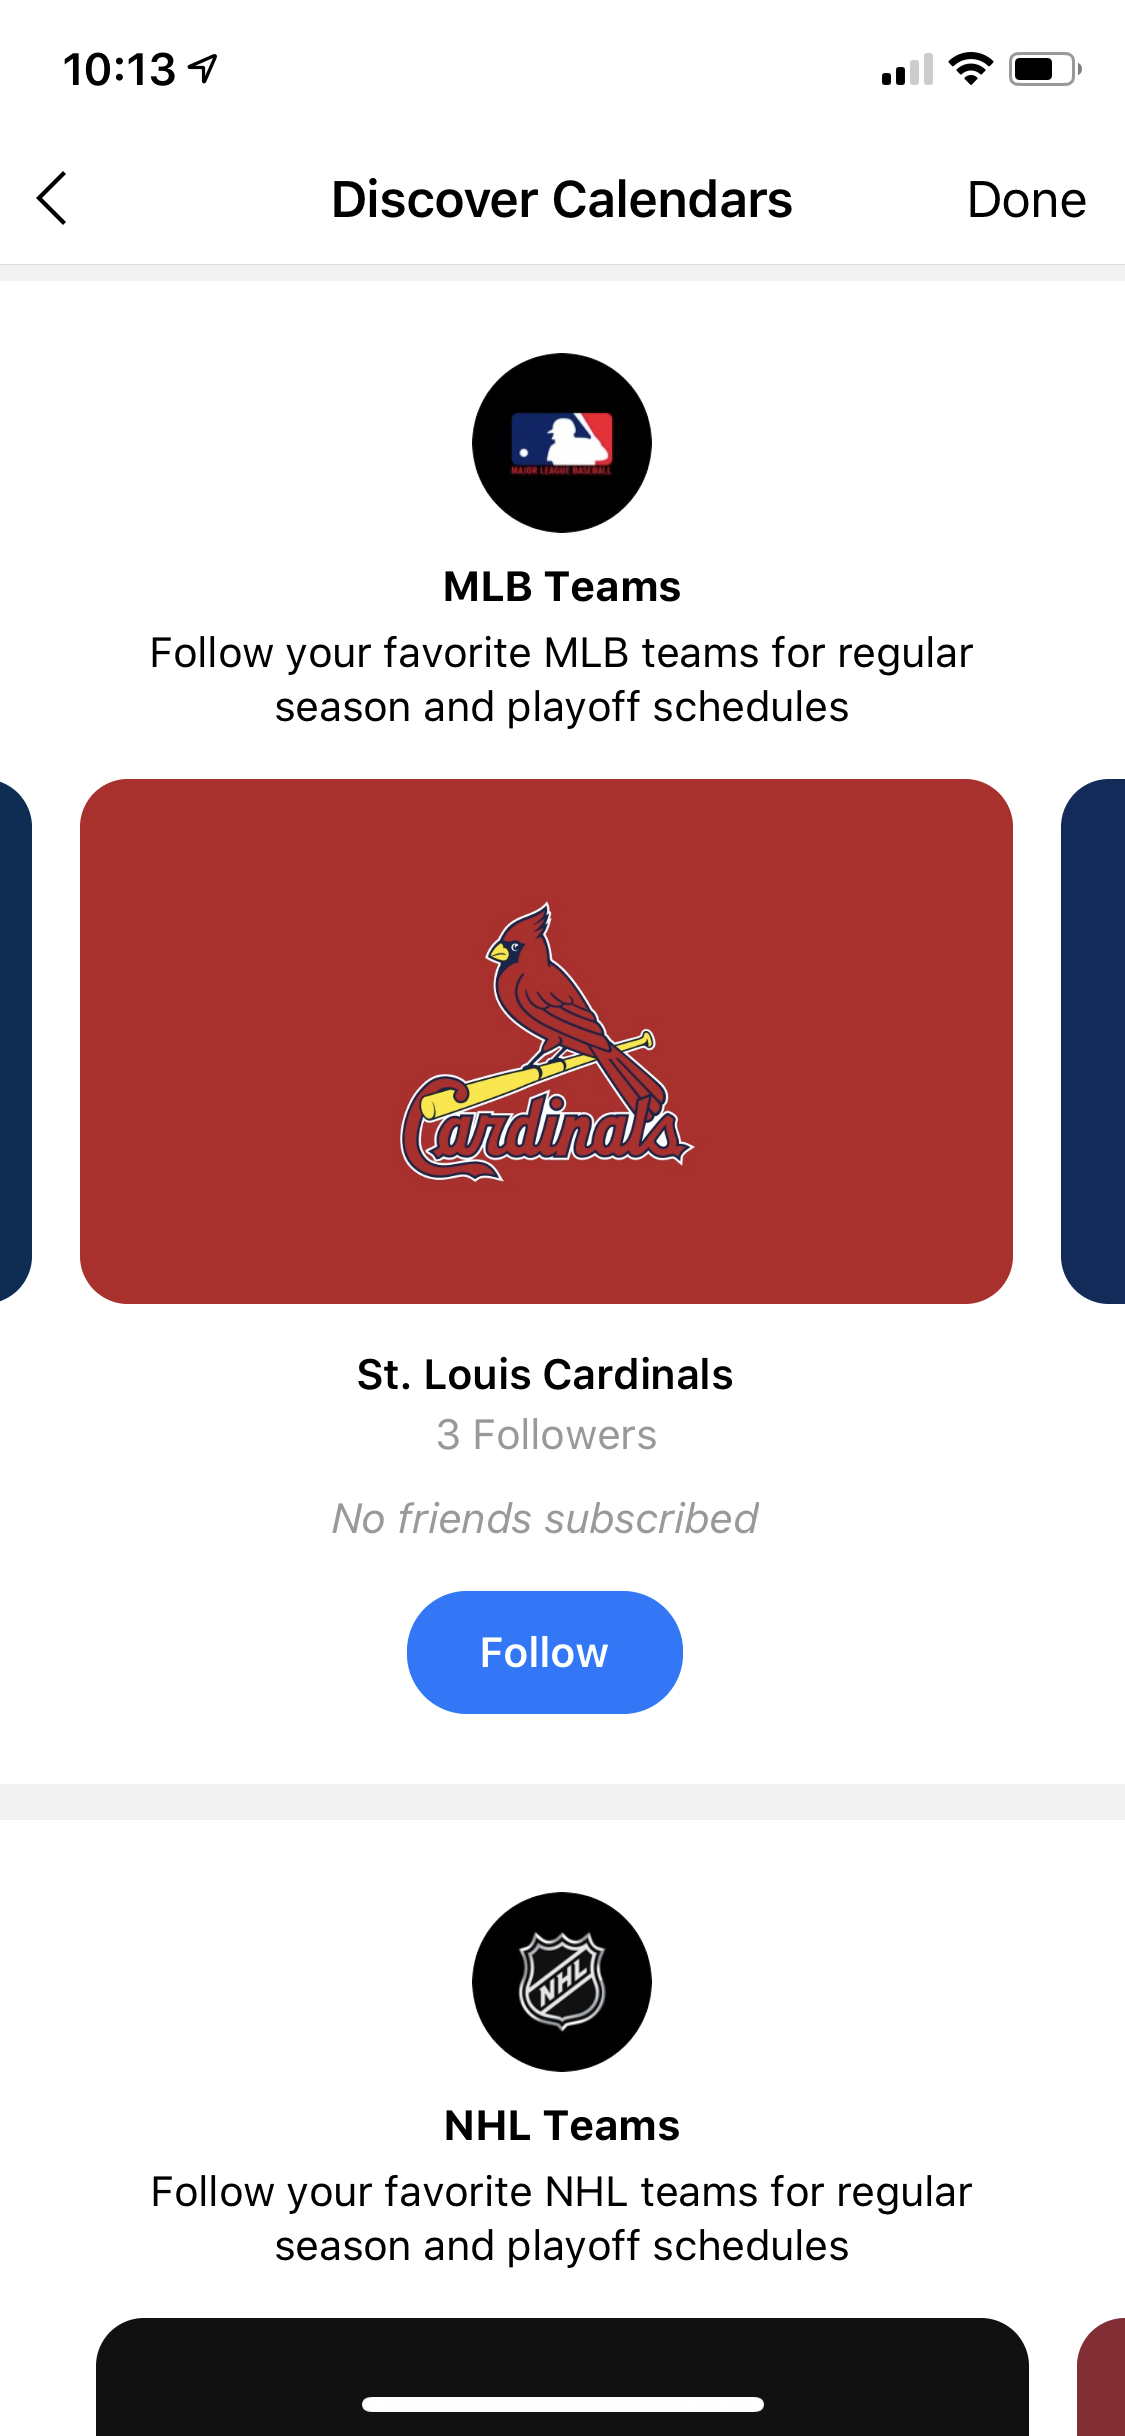 10:13
Discover Calendars
Done
MAJOR LEAGUE BASEBALL
MLB Teams
Follow your favorite MLB teams for regular
season and playoff schedules
Cardinals
St. Louis Cardinals
3 Followers
No friends subscribed
Follow
NHL
NHL Teams
Follow your favorite NHL teams for regular
season and playoff schedules